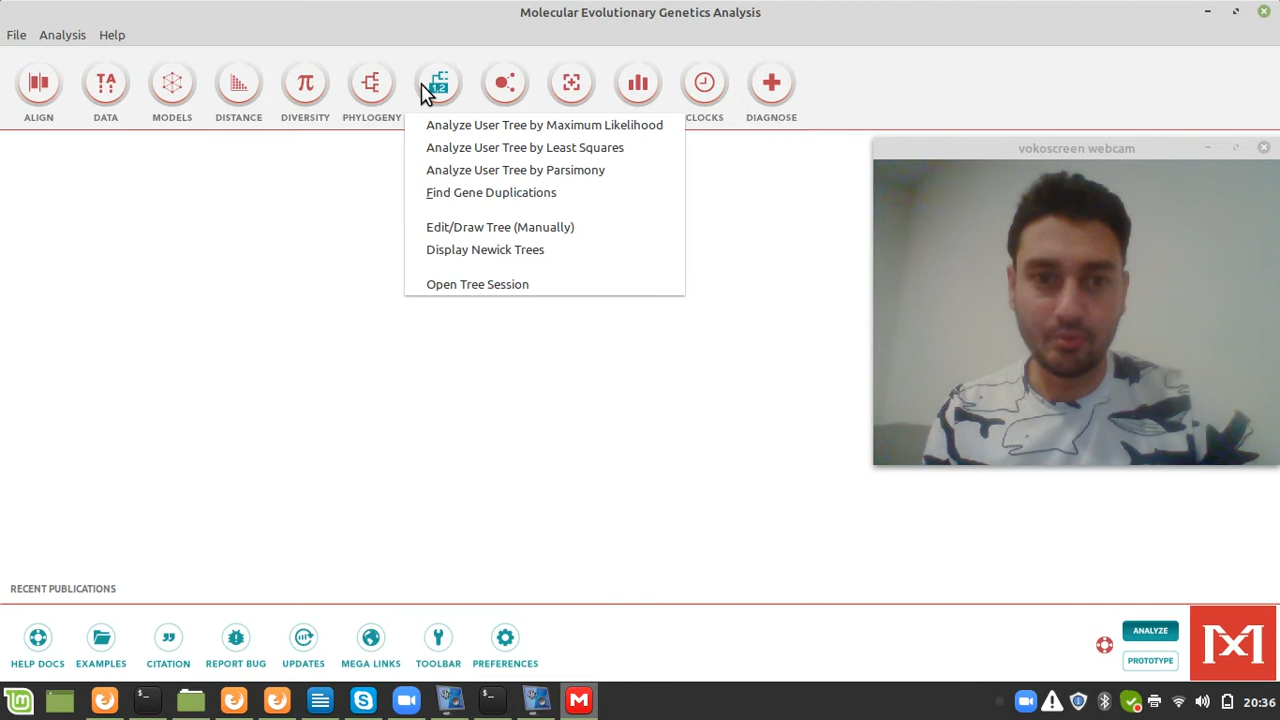 Molecular Evolutionary Genetics Analysis
File Analysis Help
TA π 1,2
ALIGN DATA MODELS DISTANCE DIVERSITY PHYLOGENY CLOCKS DIAGNOSE
Analyze User Tree by Maximum Likelihood
Analyze User Tree by Least Squares
Analyze User Tree by Parsimony
Find Gene Duplications
Edit/Draw Tree (Manually)
Display Newick Trees
Open Tree Session
vokoscreen webcam
RECENT PUBLICATIONS
HELP DOCS EXAMPLES CITATION REPORT BUG UPDATES MEGA LINKS TOOLBAR PREFERENCES
ANALYZE
PROTOTYPE
M
20:36